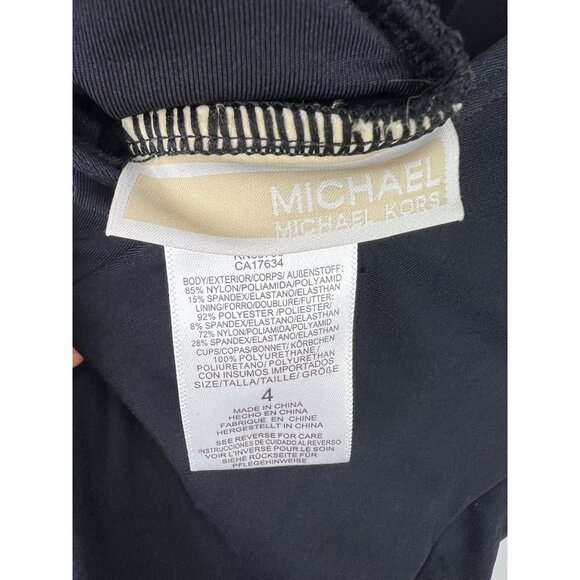 MICHAEL
MICHAEL KORS
CA17634
BODY/EXTERIOR/CORPS/ AUßENSTOFF:
85% NYLON/POLIAMIDA/POLYAMID
15% SPANDEX/ELASTANO/ELASTHAN
LINING/FORRO/DOUBLURE/FUTTER:
92% POLYESTER /POLIESTER/
8% SPANDEX/ELASTANO/ELASTHAN
72% NYLON/POLIAMIDA/POLYAMID
28% SPANDEX/ELASTANO/ELASTHAN
CUPS/COPAS/BONNET/ KÖRBCHEN
100% POLYURETHANE/
POLIURETANO/ POLYURETHAN
CON INSUMOS IMPORTADOS
SIZE/TALLA/TAILLE/ GRÖßE
4
MADE IN CHINA
HECHO EN CHINA
FABRIQUE EN CHINE
HERGESTELLT IN CHINA
SEE REVERSE FOR CARE
INSTRUCCIONES DE CUIDADO AL REVERSO
VOIR L'INVERSE POUR LE SOIN
SIEHE RÜCKSEITE FÜR
PFLEGEHINWEISE